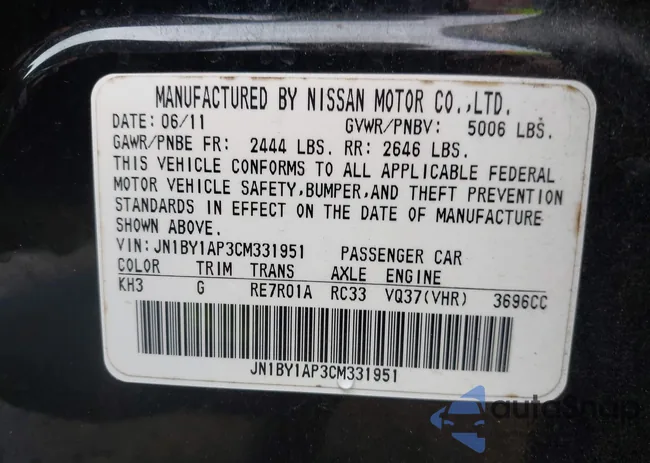 MANUFACTURED BY NISSAN MOTOR CO.,LTD.
DATE: 06/11 GVWR/PNBV: 5006 LBS.
GAWR/PNBE FR: 2444 LBS. RR: 2646 LBS.
THIS VEHICLE CONFORMS TO ALL APPLICABLE FEDERAL
MOTOR VEHICLE SAFETY,BUMPER,AND THEFT PREVENTION
STANDARDS IN EFFECT ON THE DATE OF MANUFACTURE
SHOWN ABOVE.
VIN: JN1BY1AP3CM331951 PASSENGER CAR
COLOR TRIM TRANS AXLE ENGINE
KH3 G RE7R01A RC33 VQ37(VHR) 3696CC
JN1BY1AP3CM331951
autoSnap